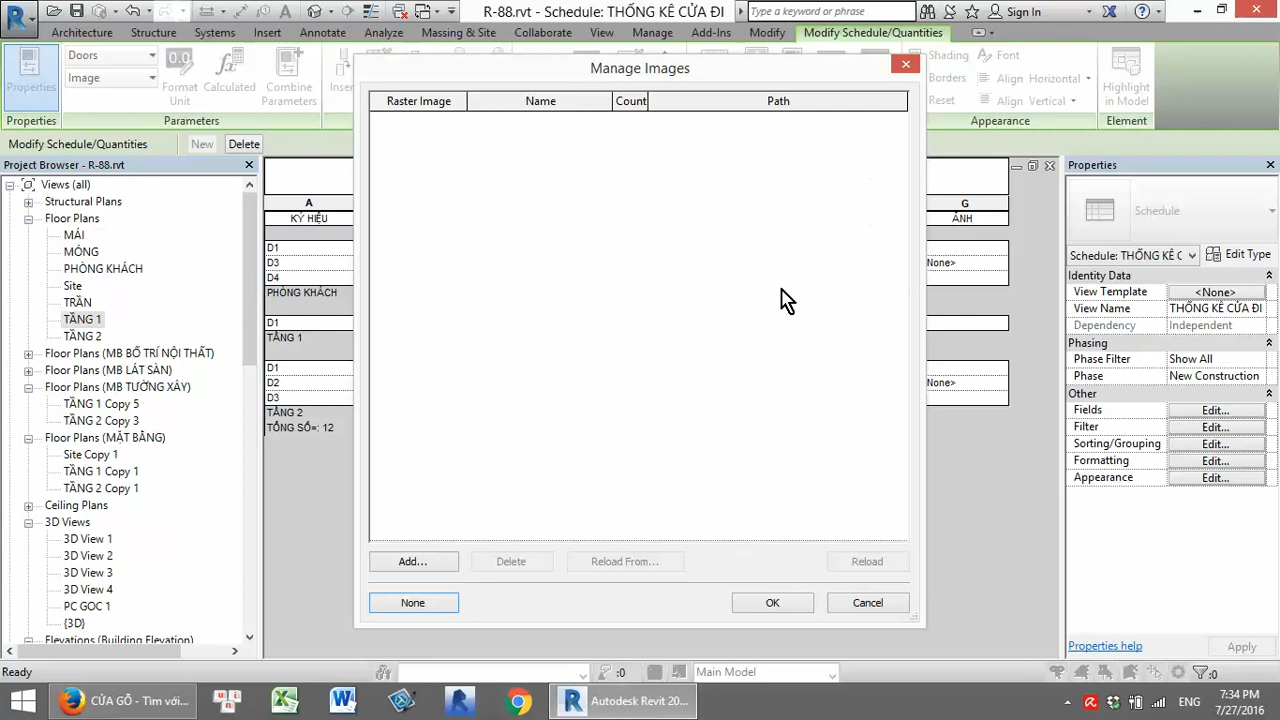 R-88.rvt - Schedule: THỐNG KÊ CỬA ĐI
Type a keyword or phrase
Sign In
Architecture Structure Systems Insert Annotate Analyze Massing & Site Collaborate View Manage Add-Ins Modify Modify Schedule/Quantities
Properties
Doors
Image
Format Unit
Calculated
Combine Parameters
Shading Font
Borders Align Horizontal
Reset Align Vertical
Highlight in Model
Properties Parameters Appearance Element
Modify Schedule/Quantities New Delete
Project Browser - R-88.rvt
Views (all)
Structural Plans
Floor Plans
MÁI
MÓNG
PHÒNG KHÁCH
Site
TRẦN
TẦNG 1
TẦNG 2
Floor Plans (MB BỐ TRÍ NỘI THẤT)
Floor Plans (MB LÁT SÀN)
Floor Plans (MB TƯỜNG XÂY)
TẦNG 1 Copy 5
TẦNG 2 Copy 3
Floor Plans (MẶT BẰNG)
Site Copy 1
TẦNG 1 Copy 1
TẦNG 2 Copy 1
Ceiling Plans
3D Views
3D View 1
3D View 2
3D View 3
3D View 4
PC GOC 1
{3D}
Elevations (Building Elevation)
A
KÝ HIỆU
D1
D3
D4
PHÒNG KHÁCH
D1
TẦNG 1
D1
D2
D3
TẦNG 2
TỔNG SỐ=: 12
G
ẢNH
None>
None>
Manage Images
Raster Image Name Count Path
Add... Delete Reload From... Reload
None OK Cancel
Properties
Schedule
Schedule: THỐNG KÊ C Edit Type
Identity Data
View Template <None>
View Name THỐNG KÊ CỬA ĐI
Dependency Independent
Phasing
Phase Filter Show All
Phase New Construction
Other
Fields Edit...
Filter Edit...
Sorting/Grouping Edit...
Formatting Edit...
Appearance Edit...
Properties help Apply
Ready :0 Main Model :0
CỬA GỖ - Tìm với...
Autodesk Revit 20...
ENG
7:34 PM
7/27/2016